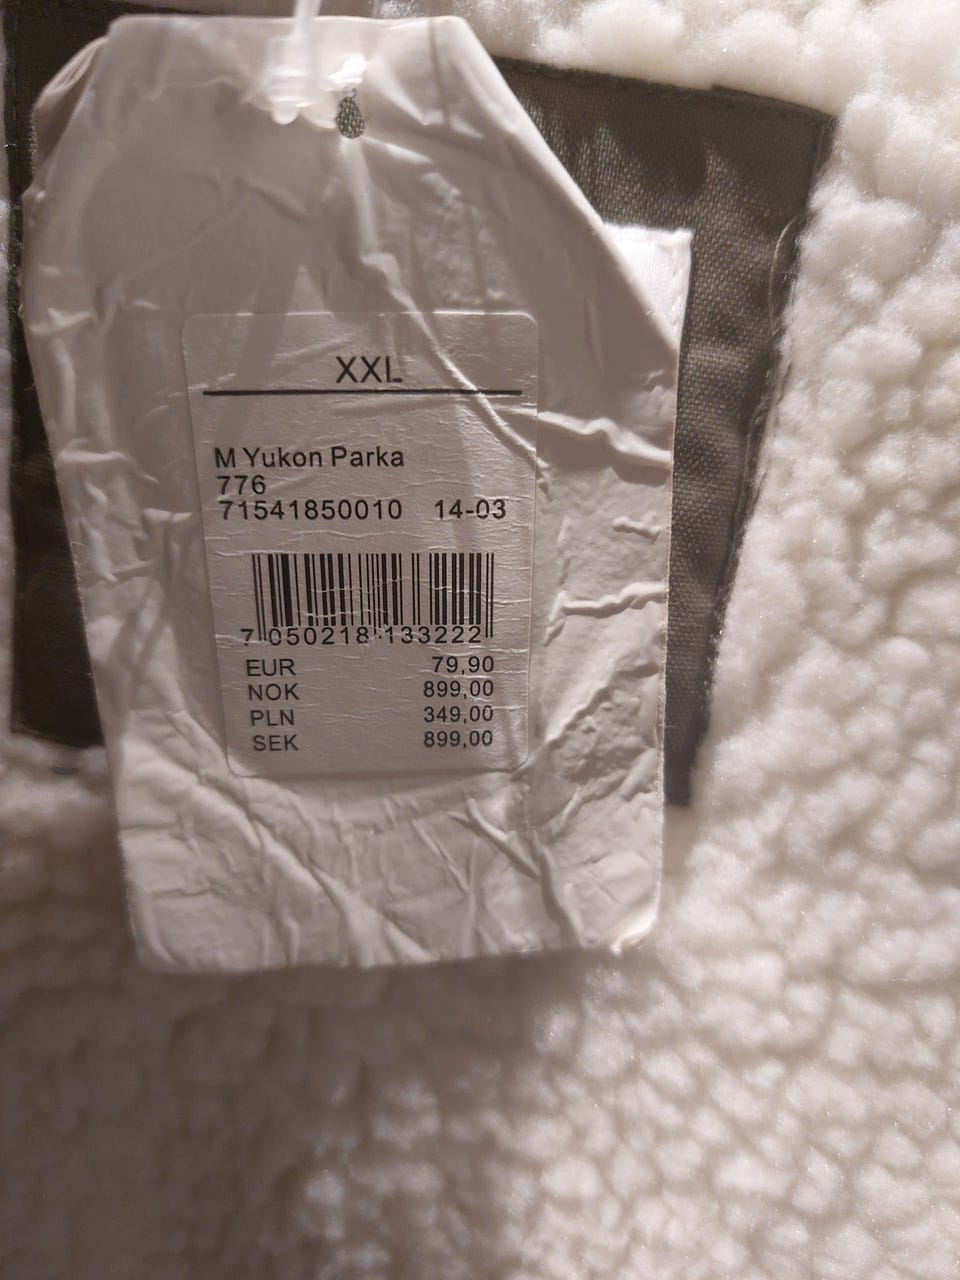 XXL
M Yukon Parka
776
71541850010 14-03
7 050218 133222
EUR 79,90
NOK 899,00
PLN 349,00
SEK 899,00